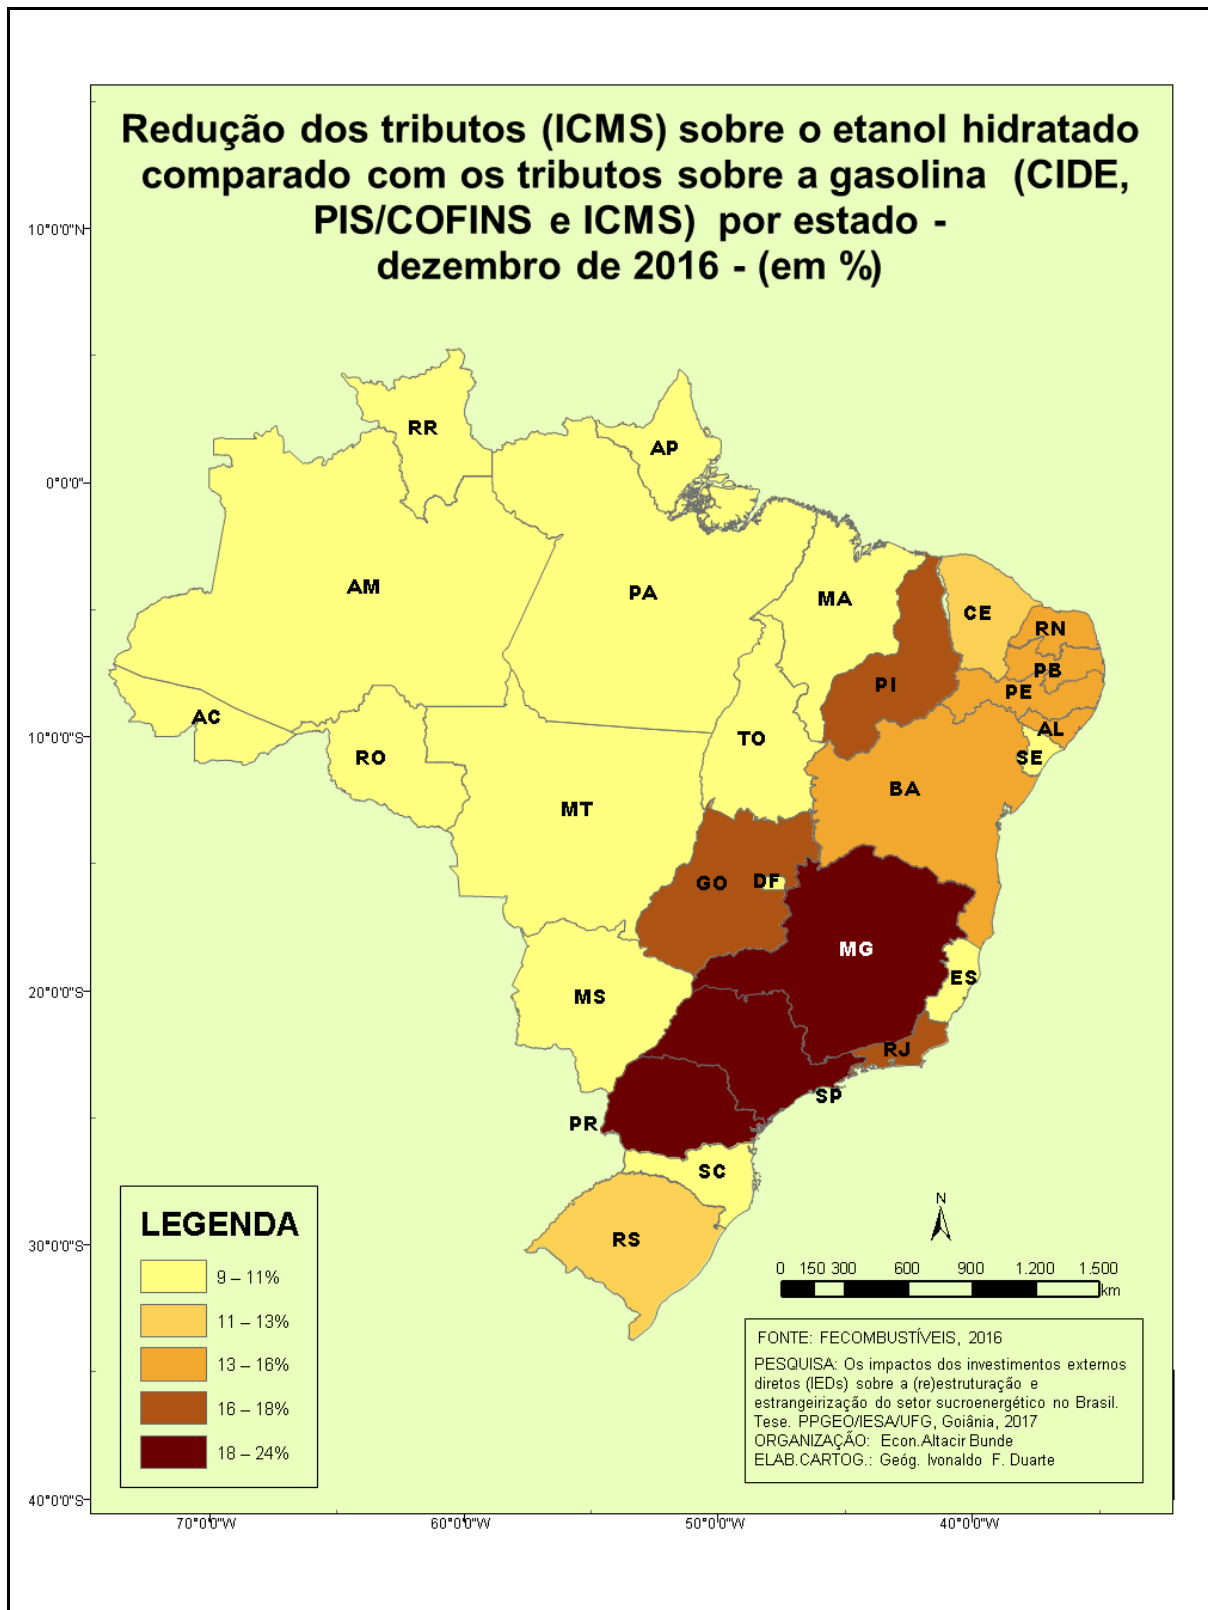 Redução dos tributos (ICMS) sobre o etanol hidratado
comparado com os tributos sobre a gasolina (CIDE,
PIS/COFINS e ICMS) por estado -
dezembro de 2016 - (em %)
10°0'0"N
0°0'0"
10°0'0"S
20°0'0"S
30°0'0"S
40°0'0"S
RR
AP
AM
PA
MA
CE
RN
PB
PE
PI
AL
SE
AC
RO
TO
BA
MT
GO
DF
MG
ES
MS
RJ
SP
PR
SC
RS
LEGENDA
9 – 11%
11 – 13%
13 – 16%
16 – 18%
18 – 24%
N
0 150 300 600 900 1.200 1.500
km
FONTE: FECOMBUSTÍVEIS, 2016
PESQUISA: Os impactos dos investimentos externos
diretos (IEDs) sobre a (re)estruturação e
estrangeirização do setor sucroenergético no Brasil.
Tese. PPGEO/IESA/UFG, Goiânia, 2017
ORGANIZAÇÃO: Econ.Altacir Bunde
ELAB.CARTOG.: Geóg. Ivonaldo F. Duarte
70°0'0"W 60°0'0"W 50°0'0"W 40°0'0"W